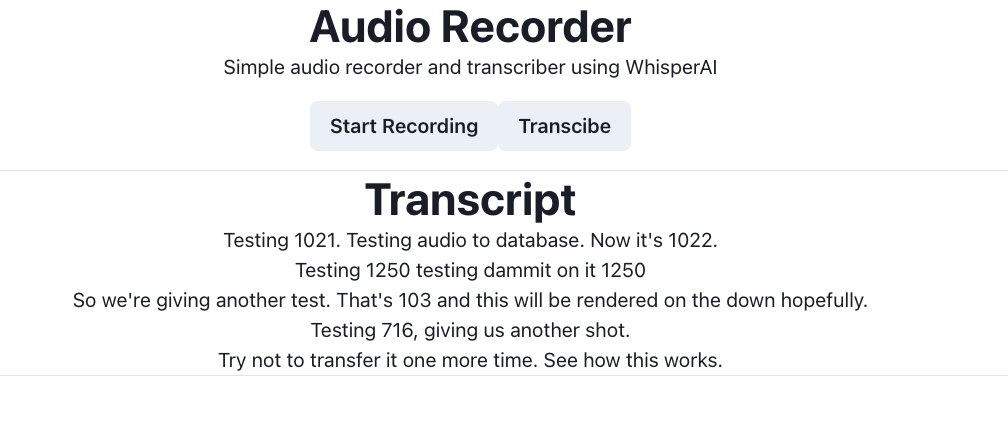 Audio Recorder
Simple audio recorder and transcriber using WhisperAI
Start Recording Transcibe
Transcript
Testing 1021. Testing audio to database. Now it's 1022.
Testing 1250 testing dammit on it 1250
So we're giving another test. That's 103 and this will be rendered on the down hopefully.
Testing 716, giving us another shot.
Try not to transfer it one more time. See how this works.